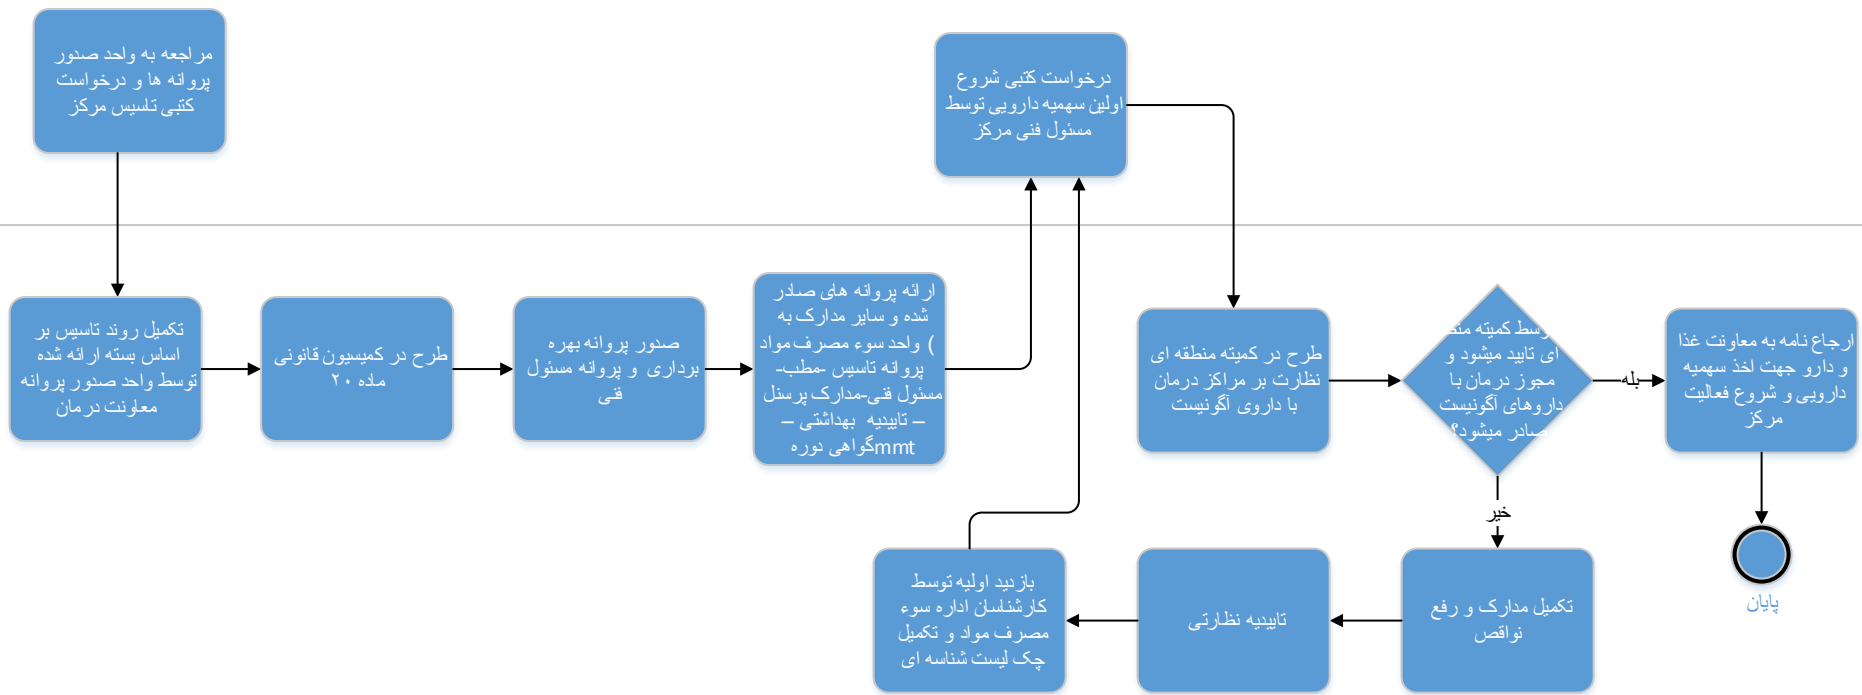 مراجعه به واحد صدور
پروانه ها و درخواست
کتبی تاسیس مرکز
درخواست کتبی شروع
اولین سهمیه دارویی توسط
مسئول فنی مرکز
تکمیل روند تاسیس بر
اساس بسته ارائه شده
توسط واحد صدور پروانه
معاونت درمان
طرح در کمیسیون قانونی
ماده ۲۰
صدور پروانه بهره
برداری و پروانه مسئول
فنی
ارائه پروانه های صادر
شده و سایر مدارک به
واحد سوء مصرف مواد (
پروانه تاسیس -مطب-
مسئول فنی-مدارک پرسنل
– تاییدیه بهداشتی –
گواهی دوره mmt
طرح در کمیته منطقه ای
نظارت بر مراکز درمان
با داروی آگونیست
کمیته
ای تایید میشود و
مجوز درمان با
داروهای آگونیست
صادر میشود؟
بله
ارجاع نامه به معاونت غذا
و دارو جهت اخذ سهمیه
دارویی و شروع فعالیت
مرکز
خیر
پایان
تکمیل مدارک و رفع
نواقص
تاییدیه نظارتی
بازدید اولیه توسط
کارشناسان اداره سوء
مصرف مواد و تکمیل
چک لیست شناسه ای